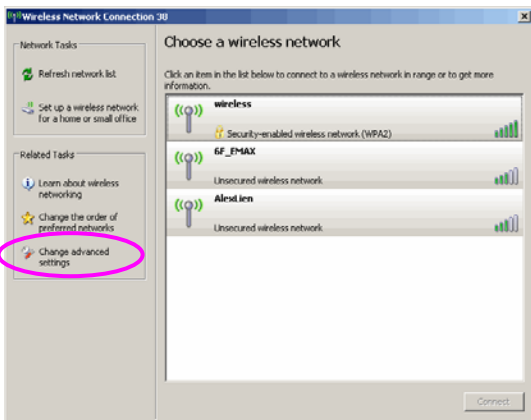 Wireless Network Connection 38
Network Tasks
Refresh network list
Set up a wireless network
for a home or small office
Related Tasks
Learn about wireless
networking
Change the order of
preferred networks
Change advanced
settings
Choose a wireless network
Click an item in the list below to connect to a wireless network in range or to get more
information.
wireless
Security-enabled wireless network (WPA2)
6F_EMAX
Unsecured wireless network
AlexLien
Unsecured wireless network
Connect